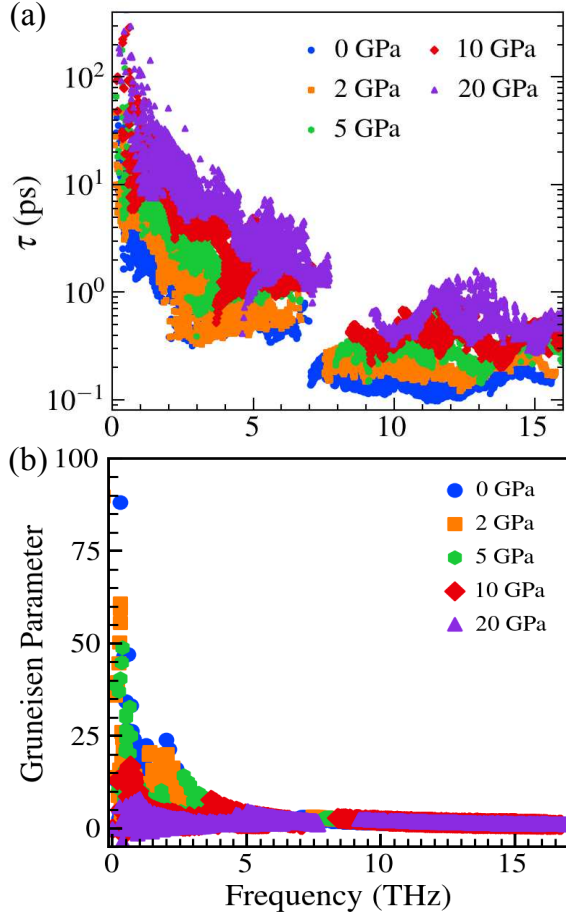 (a)
0 GPa
10 GPa
2 GPa
20 GPa
5 GPa
10²
10¹
10⁰
10⁻¹
τ (ps)
0
5
10
15
(b)
100
75
50
25
0
Gruneisen Parameter
0 GPa
2 GPa
5 GPa
10 GPa
20 GPa
0
5
10
15
Frequency (THz)